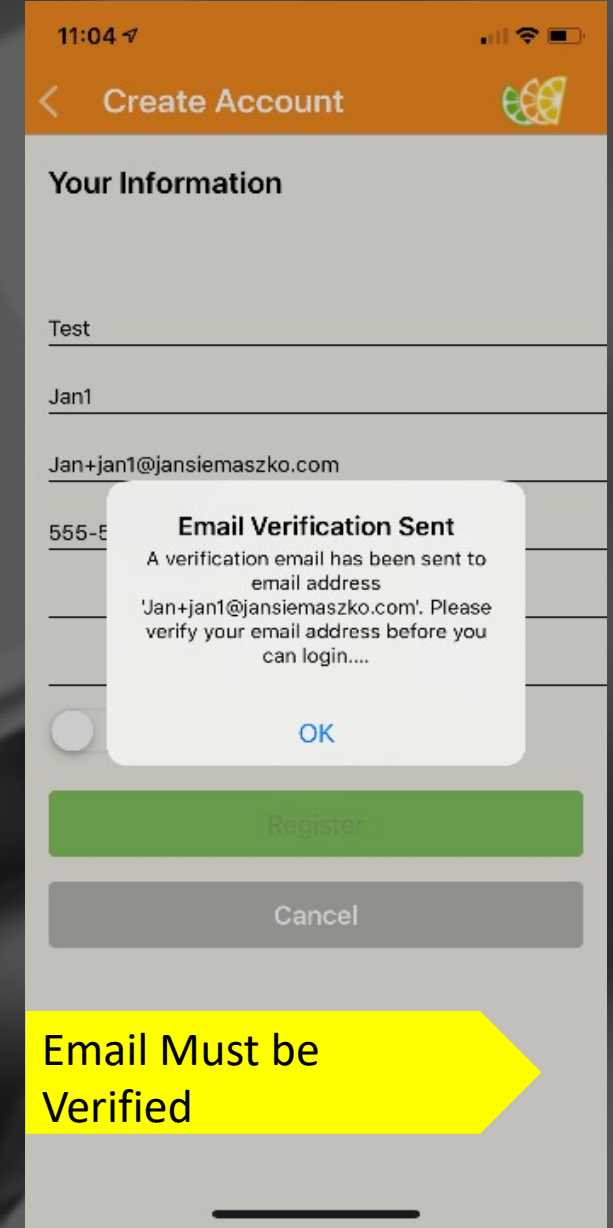 11:04
Create Account
Your Information
Test
Jan1
Jan+jan1@jansiemaszko.com
555-5
Email Verification Sent
A verification email has been sent to
email address
'Jan+jan1@jansiemaszko.com'. Please
verify your email address before you
can login....
OK
Register
Cancel
Email Must be
Verified